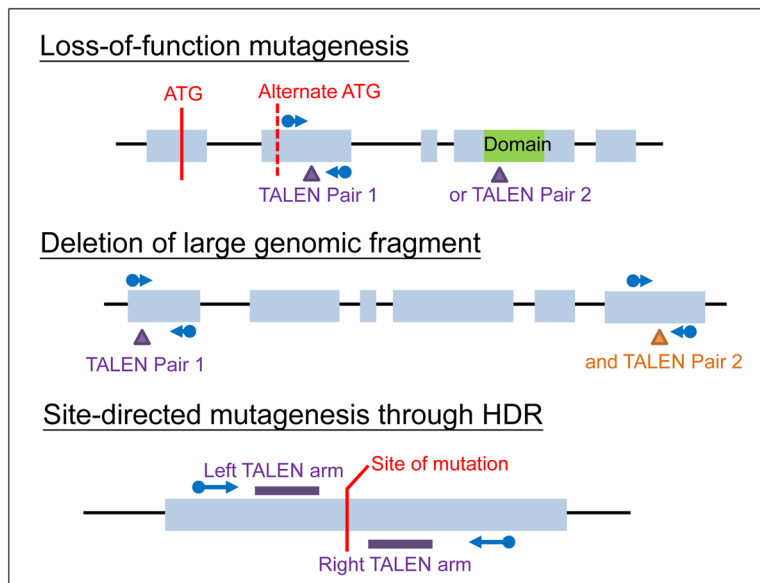 Loss-of-function mutagenesis
ATG
Alternate ATG
Domain
TALEN Pair 1
or TALEN Pair 2
Deletion of large genomic fragment
TALEN Pair 1
and TALEN Pair 2
Site-directed mutagenesis through HDR
Left TALEN arm
Site of mutation
Right TALEN arm